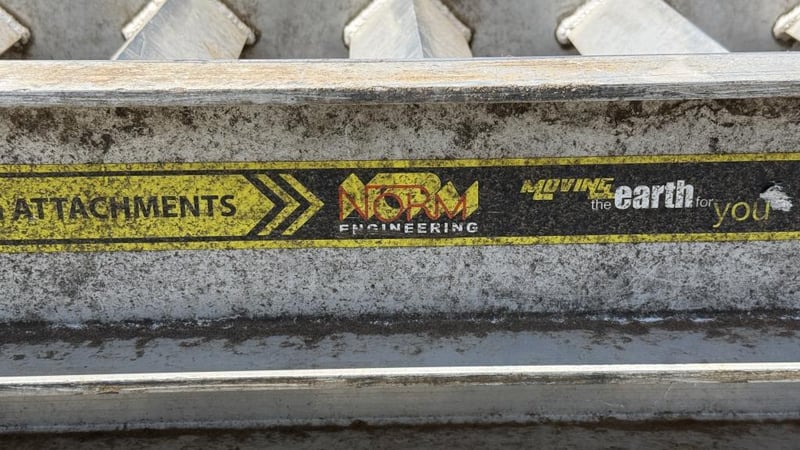 ATTACHMENTS
NORM
ENGINEERING
MOVING
the earth for
you